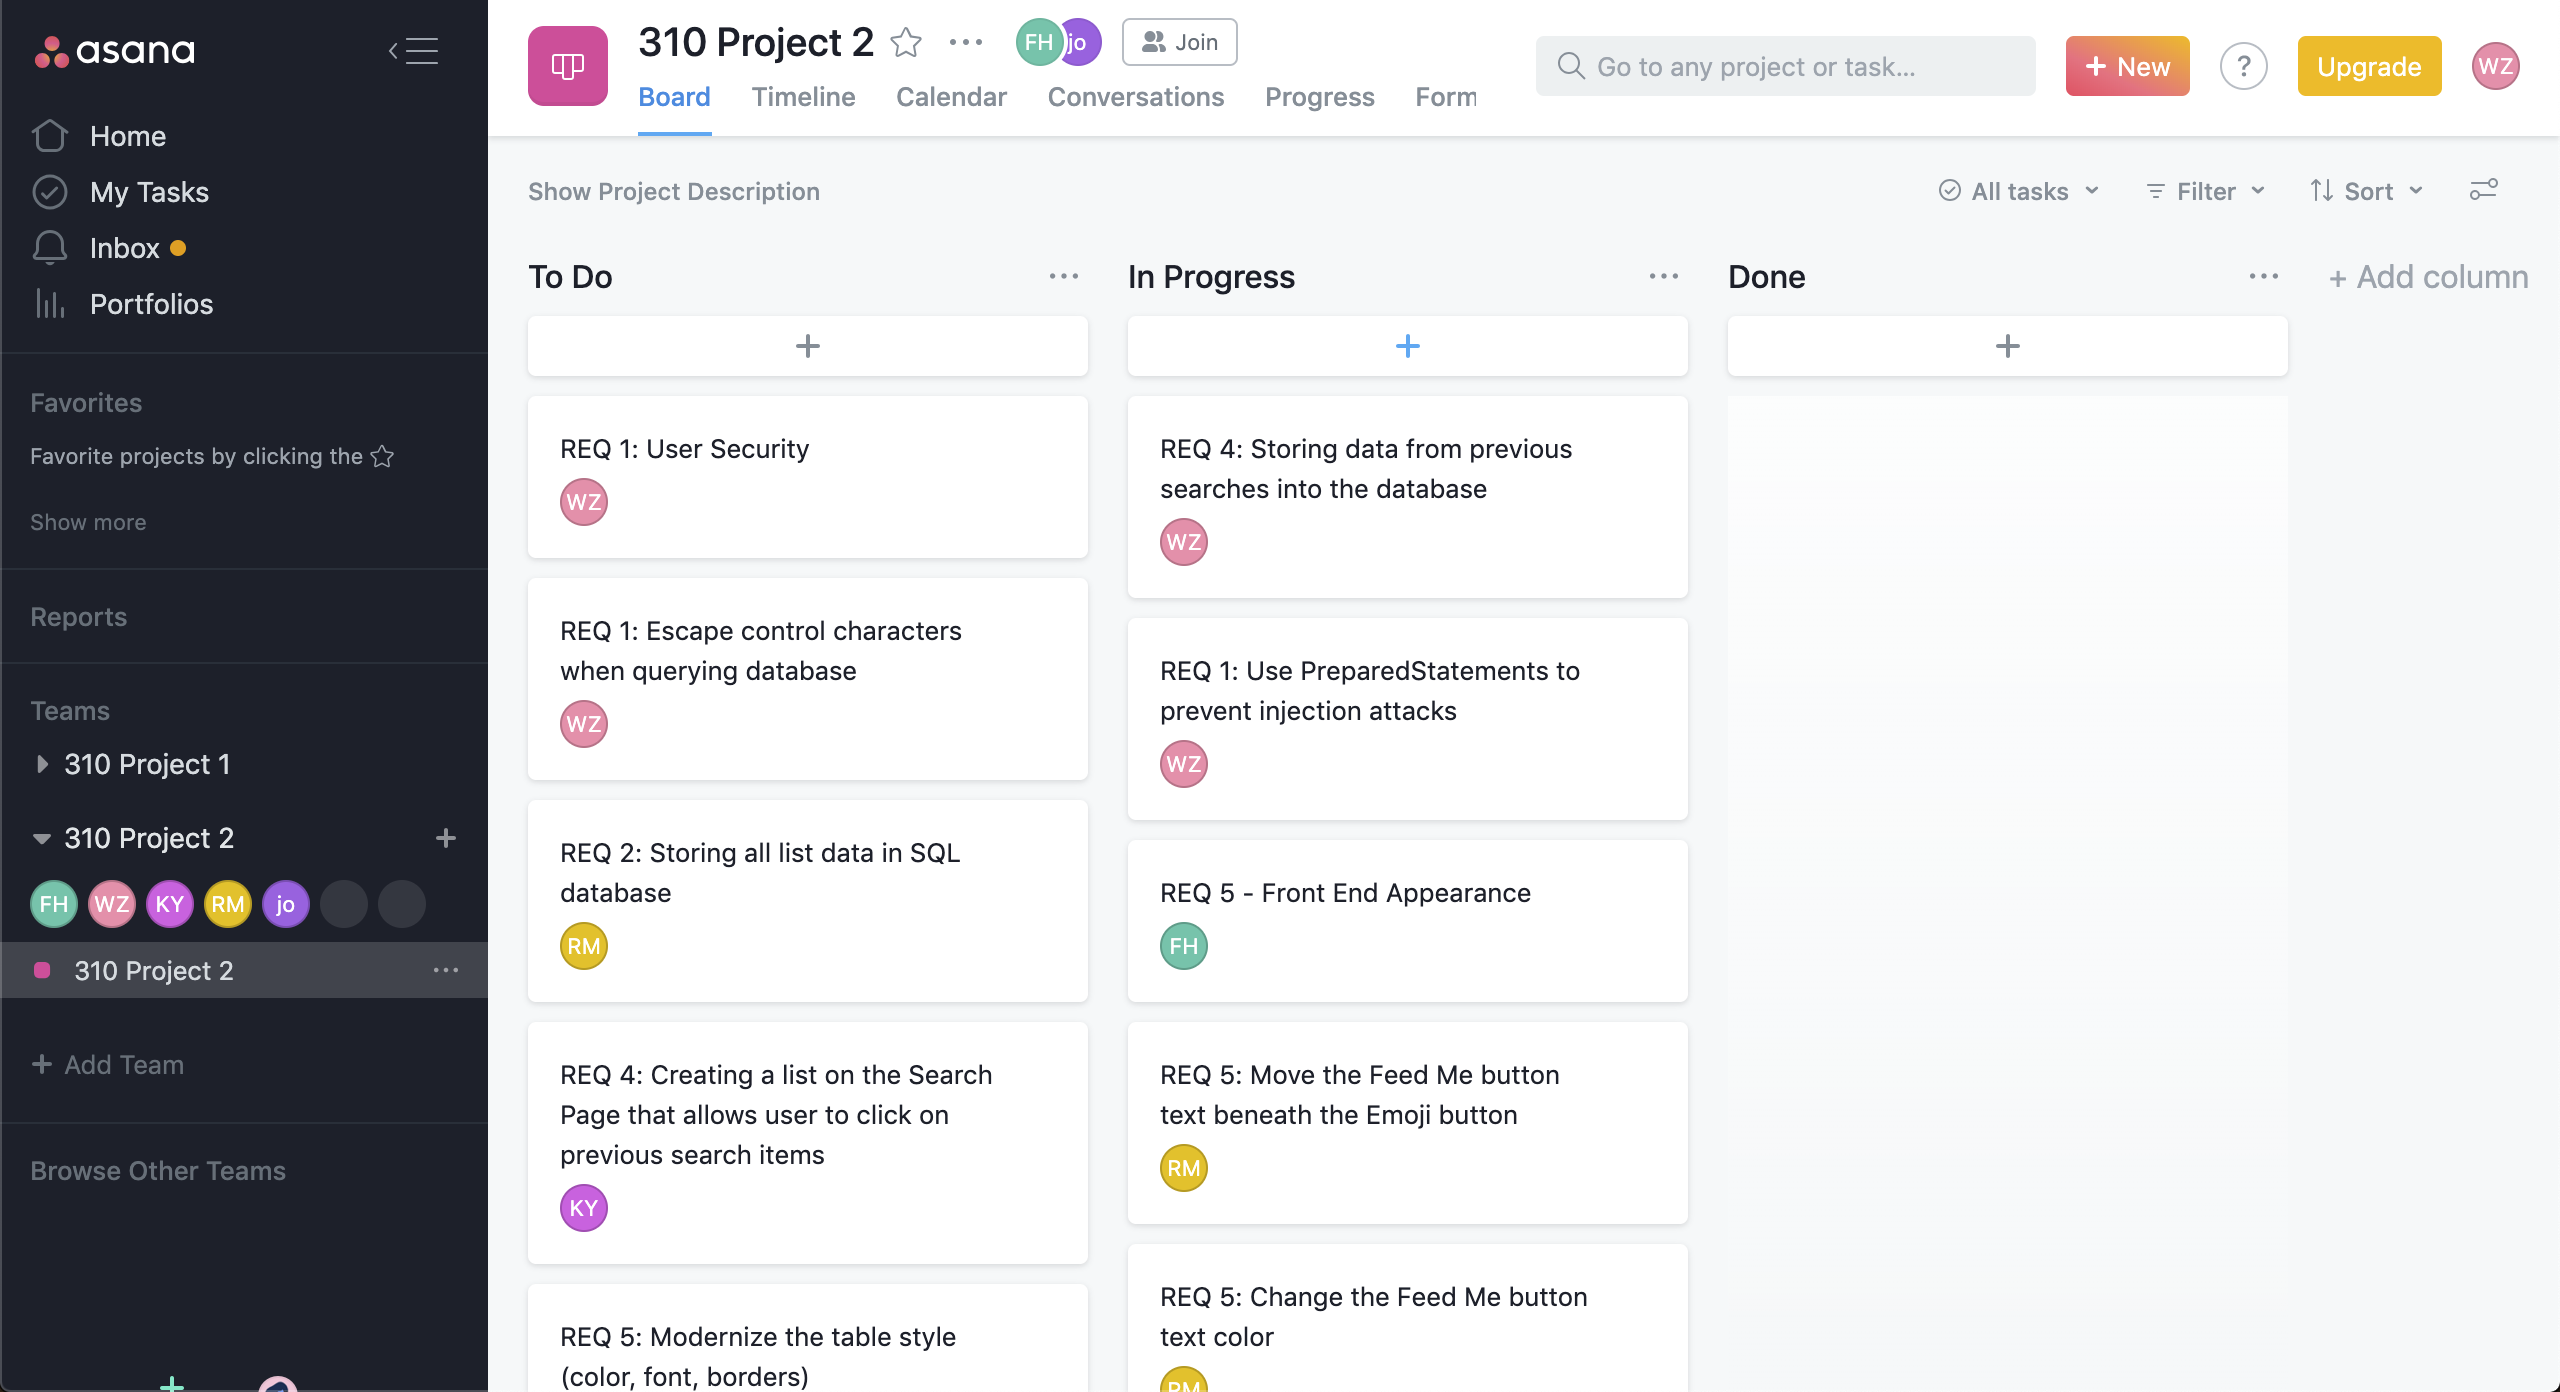 asana
Home
My Tasks
Inbox
Portfolios
Favorites
Favorite projects by clicking the
Show more
Reports
Teams
310 Project 1
310 Project 2
FH WZ KY RM jo
310 Project 2
+ Add Team
Browse Other Teams
310 Project 2
FH jo
Join
Board Timeline Calendar Conversations Progress Form
Go to any project or task...
+ New
?
Upgrade
WZ
Show Project Description
All tasks
Filter
Sort
To Do
REQ 1: User Security
WZ
REQ 1: Escape control characters
when querying database
WZ
REQ 2: Storing all list data in SQL
database
RM
REQ 4: Creating a list on the Search
Page that allows user to click on
previous search items
KY
REQ 5: Modernize the table style
(color, font, borders)
In Progress
REQ 4: Storing data from previous
searches into the database
WZ
REQ 1: Use PreparedStatements to
prevent injection attacks
WZ
REQ 5 - Front End Appearance
FH
REQ 5: Move the Feed Me button
text beneath the Emoji button
RM
REQ 5: Change the Feed Me button
text color
RM
Done
+ Add column